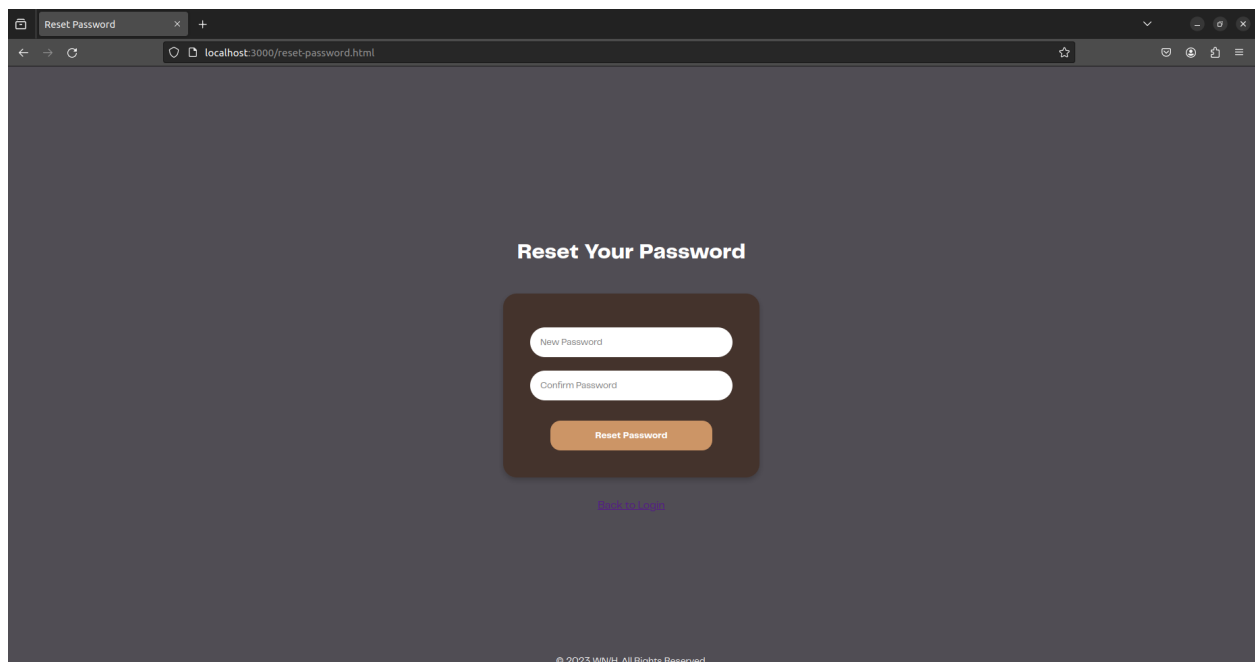 Reset Password
localhost:3000/reset-password.html
Reset Your Password
New Password
Confirm Password
Reset Password
Back to Login
© 2023 WN/H. All Rights Reserved.